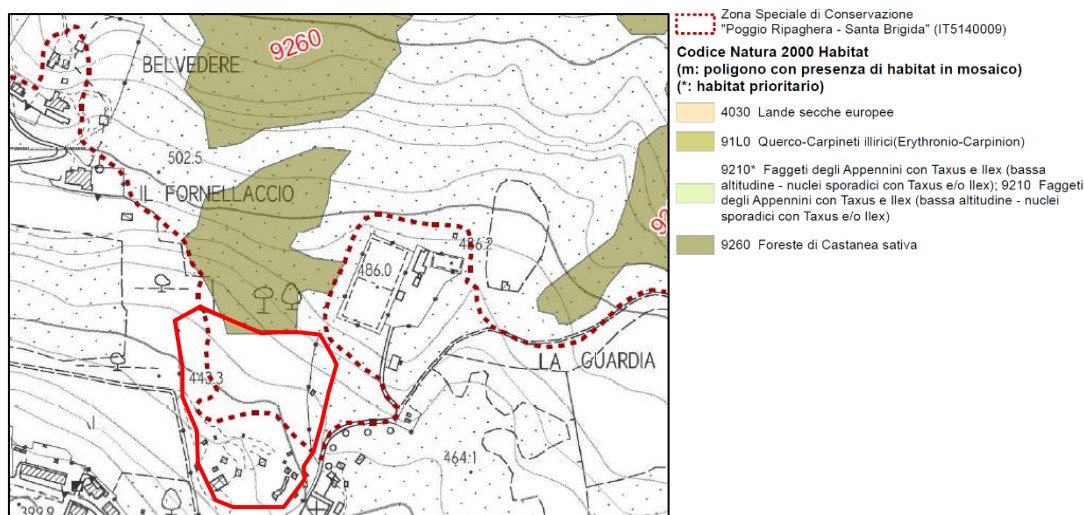 9260
BELVEDERE
502.5
IL FORNELLACCIO
486.2
486.0
LA GUARDIA
443.3
464.1
399.9
Zona Speciale di Conservazione
"Poggio Ripaghera - Santa Brigida" (IT5140009)
Codice Natura 2000 Habitat
(m: poligono con presenza di habitat in mosaico)
(*: habitat prioritario)
4030 Lande secche europee
91L0 Querco-Carpineti illirici(Erythronio-Carpinion)
9210* Faggeti degli Appennini con Taxus e Ilex (bassa
altitudine - nuclei sporadici con Taxus e/o Ilex); 9210 Faggeti
degli Appennini con Taxus e Ilex (bassa altitudine - nuclei
sporadici con Taxus e/o Ilex)
9260 Foreste di Castanea sativa